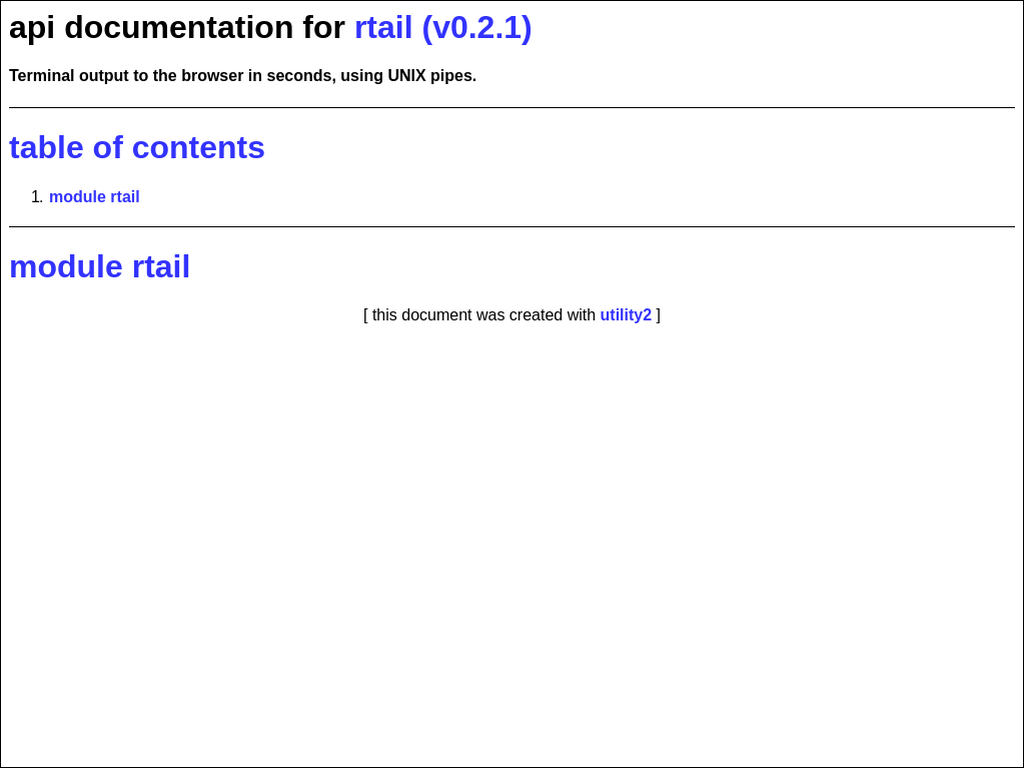 api documentation for rtail (v0.2.1)
Terminal output to the browser in seconds, using UNIX pipes.
table of contents
1. module rtail
module rtail
[ this document was created with utility2 ]